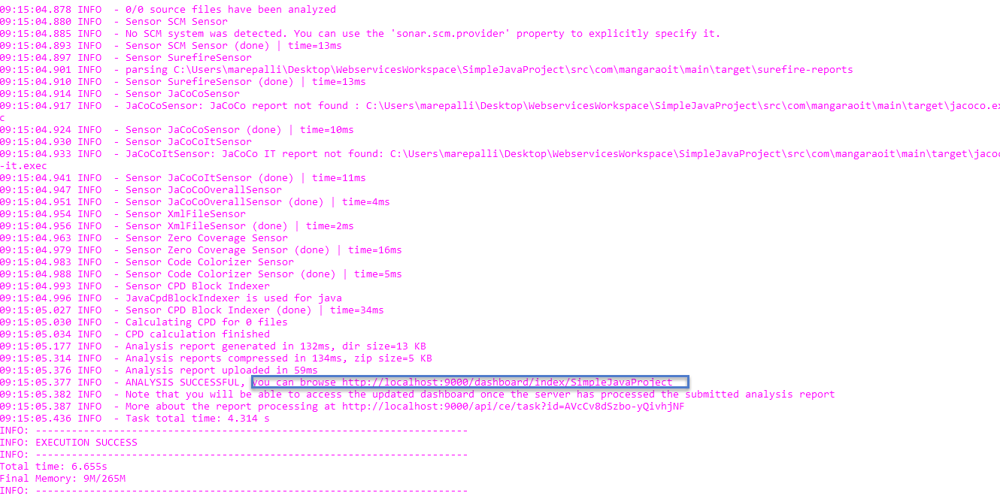 09:15:04.878 INFO  - 0/0 source files have been analyzed
09:15:04.880 INFO  - Sensor SCM Sensor
09:15:04.885 INFO  - No SCM system was detected. You can use the 'sonar.scm.provider' property to explicitly specify it.
09:15:04.893 INFO  - Sensor SCM Sensor (done) | time=13ms
09:15:04.897 INFO  - Sensor SurefireSensor
09:15:04.901 INFO  - parsing C:\Users\marepalli\Desktop\WebservicesWorkspace\SimpleJavaProject\src\com\mangaraoit\main\target\surefire-reports
09:15:04.910 INFO  - Sensor SurefireSensor (done) | time=13ms
09:15:04.914 INFO  - Sensor JaCoCoSensor
09:15:04.917 INFO  - JaCoCoSensor: JaCoCo report not found : C:\Users\marepalli\Desktop\WebservicesWorkspace\SimpleJavaProject\src\com\mangaraoit\main\target\jacoco.exe
c
09:15:04.924 INFO  - Sensor JaCoCoSensor (done) | time=10ms
09:15:04.930 INFO  - Sensor JaCoCoItSensor
09:15:04.933 INFO  - JaCoCoItSensor: JaCoCo IT report not found: C:\Users\marepalli\Desktop\WebservicesWorkspace\SimpleJavaProject\src\com\mangaraoit\main\target\jacoco
-it.exec
09:15:04.941 INFO  - Sensor JaCoCoItSensor (done) | time=11ms
09:15:04.947 INFO  - Sensor JaCoCoOverallSensor
09:15:04.951 INFO  - Sensor JaCoCoOverallSensor (done) | time=4ms
09:15:04.954 INFO  - Sensor XmlFileSensor
09:15:04.956 INFO  - Sensor XmlFileSensor (done) | time=2ms
09:15:04.963 INFO  - Sensor Zero Coverage Sensor
09:15:04.979 INFO  - Sensor Zero Coverage Sensor (done) | time=16ms
09:15:04.983 INFO  - Sensor Code Colorizer Sensor
09:15:04.988 INFO  - Sensor Code Colorizer Sensor (done) | time=5ms
09:15:04.993 INFO  - Sensor CPD Block Indexer
09:15:04.996 INFO  - JavaCpdBlockIndexer is used for java
09:15:05.027 INFO  - Sensor CPD Block Indexer (done) | time=34ms
09:15:05.030 INFO  - Calculating CPD for 0 files
09:15:05.034 INFO  - CPD calculation finished
09:15:05.177 INFO  - Analysis report generated in 132ms, dir size=13 KB
09:15:05.314 INFO  - Analysis reports compressed in 134ms, zip size=5 KB
09:15:05.376 INFO  - Analysis report uploaded in 59ms
09:15:05.377 INFO  - ANALYSIS SUCCESSFUL, you can browse http://localhost:9000/dashboard/index/SimpleJavaProject
09:15:05.382 INFO  - Note that you will be able to access the updated dashboard once the server has processed the submitted analysis report
09:15:05.387 INFO  - More about the report processing at http://localhost:9000/api/ce/task?id=AVcCv8dSzbo-yQivhjNF
09:15:05.436 INFO  - Task total time: 4.314 s
INFO: ------------------------------------------------------------------------
INFO: EXECUTION SUCCESS
INFO: ------------------------------------------------------------------------
Total time: 6.655s
Final Memory: 9M/265M
INFO: ------------------------------------------------------------------------